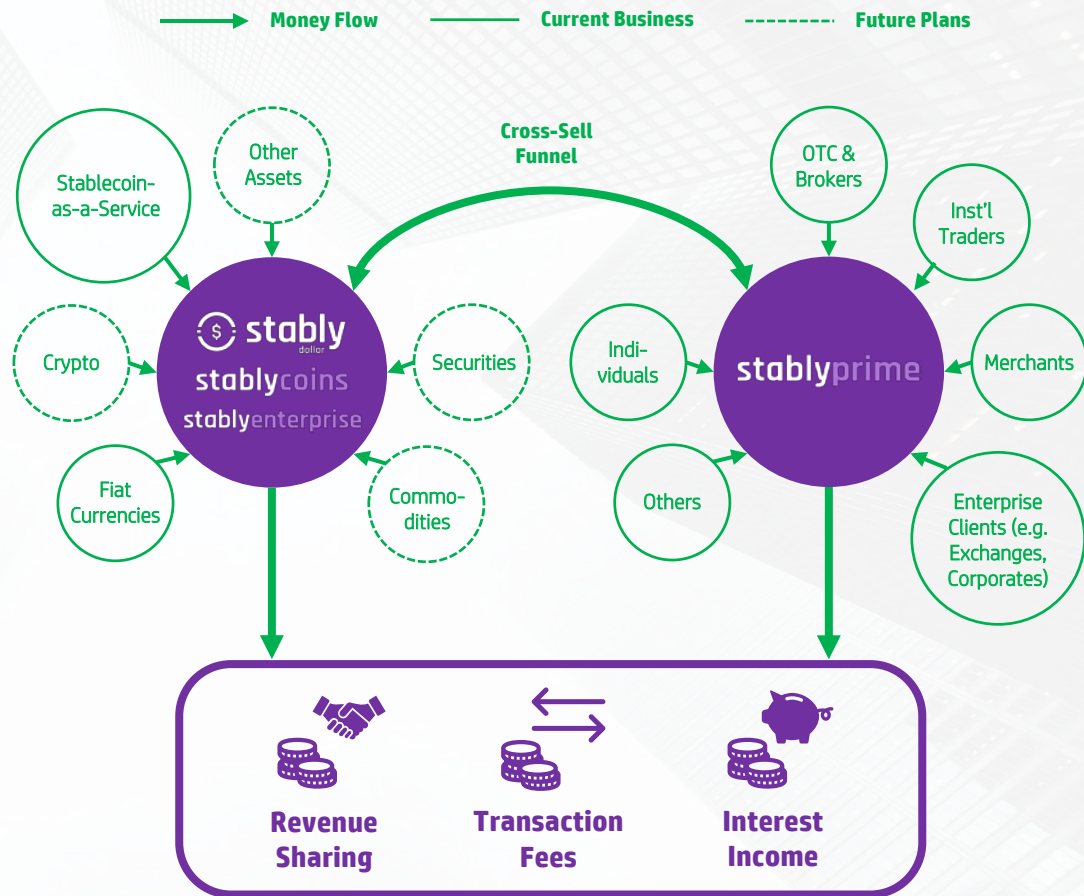 Money Flow
Current Business
Future Plans
Cross-Sell
Funnel
Stablecoin-
as-a-Service
Other
Assets
Crypto
Fiat
Currencies
Securities
Commo-
dities
$ stably
dollar
stablycoins
stablyenterprise
OTC &
Brokers
Inst'l
Traders
Indi-
viduals
Merchants
Others
Enterprise
Clients (e.g.
Exchanges,
Corporates)
stablyprime
Revenue
Sharing
Transaction
Fees
Interest
Income